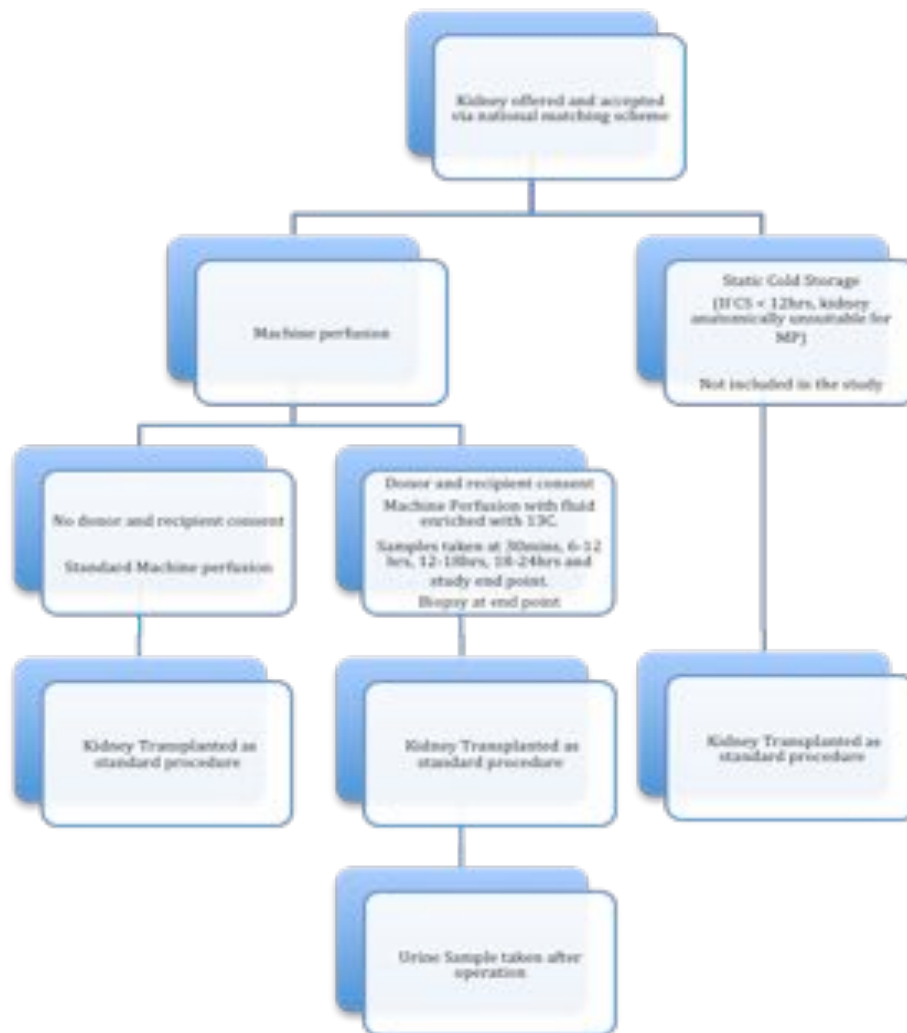 Kidney offered and accepted
via national matching scheme
Machine perfusion
Static Cold Storage
(If CS < 12hrs, kidney
anatomically unsuitable for
MP)
Not included in the study
No donor and recipient consent
Standard Machine perfusion
Donor and recipient consent
Machine Perfusion with fluid
enriched with 13C.
Samples taken at 30mins, 6-12
hrs, 12-18hrs, 18-24hrs and
study end point.
Biopsy at end point
Kidney Transplanted as
standard procedure
Kidney Transplanted as
standard procedure
Kidney Transplanted as
standard procedure
Urine Sample taken after
operation